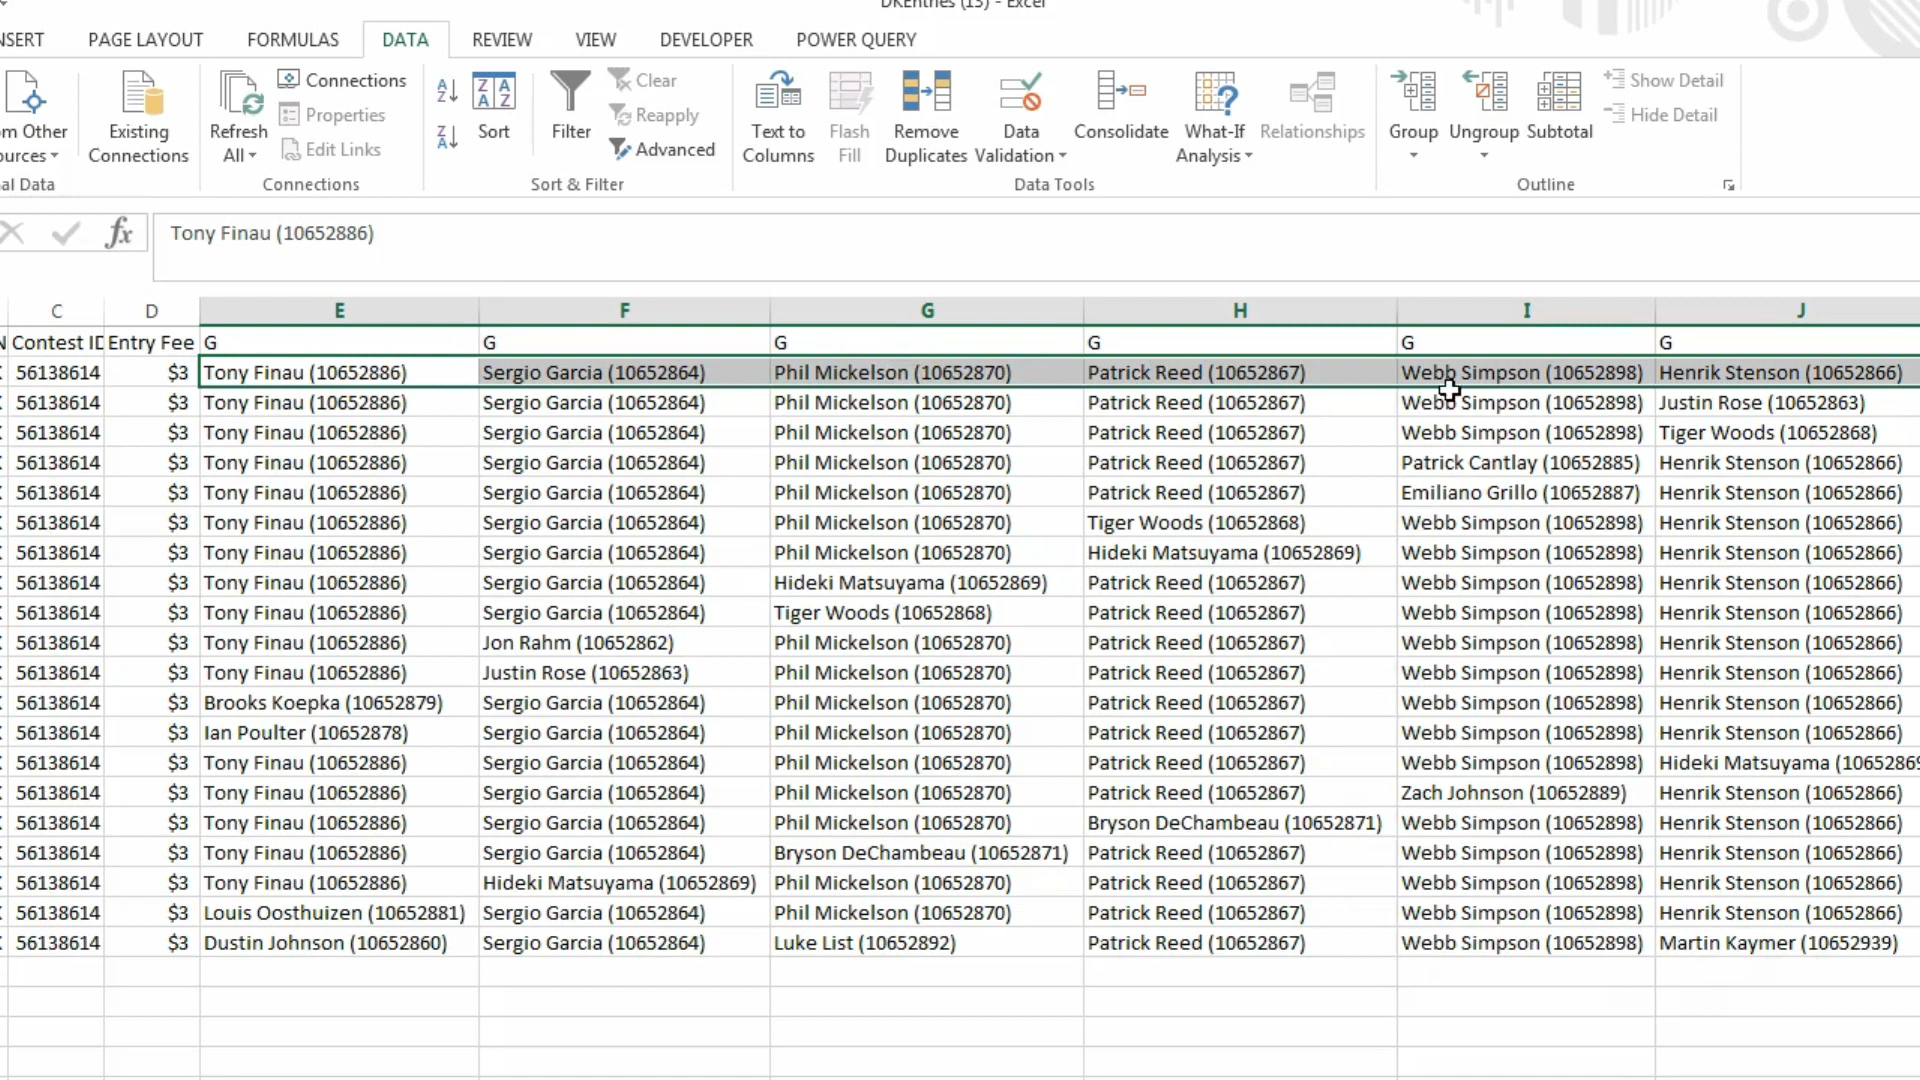 DKEntries (13) - Excel
NSERT PAGE LAYOUT FORMULAS DATA REVIEW VIEW DEVELOPER POWER QUERY
Connections Clear Show Detail
Properties Reapply Hide Detail
om Other Existing Refresh Sort Filter Text to Flash Remove Data Consolidate What-If Relationships Group Ungroup Subtotal
ources Connections All Edit Links Advanced Columns Fill Duplicates Validation Analysis
al Data Connections Sort & Filter Data Tools Outline
fx Tony Finau (10652886)
C D E F G H I J
N Contest ID Entry Fee G G G G G G
56138614 $3 Tony Finau (10652886) Sergio Garcia (10652864) Phil Mickelson (10652870) Patrick Reed (10652867) Webb Simpson (10652898) Henrik Stenson (10652866)
56138614 $3 Tony Finau (10652886) Sergio Garcia (10652864) Phil Mickelson (10652870) Patrick Reed (10652867) Webb Simpson (10652898) Justin Rose (10652863)
56138614 $3 Tony Finau (10652886) Sergio Garcia (10652864) Phil Mickelson (10652870) Patrick Reed (10652867) Webb Simpson (10652898) Tiger Woods (10652868)
56138614 $3 Tony Finau (10652886) Sergio Garcia (10652864) Phil Mickelson (10652870) Patrick Reed (10652867) Patrick Cantlay (10652885) Henrik Stenson (10652866)
56138614 $3 Tony Finau (10652886) Sergio Garcia (10652864) Phil Mickelson (10652870) Patrick Reed (10652867) Emiliano Grillo (10652887) Henrik Stenson (10652866)
56138614 $3 Tony Finau (10652886) Sergio Garcia (10652864) Phil Mickelson (10652870) Tiger Woods (10652868) Webb Simpson (10652898) Henrik Stenson (10652866)
56138614 $3 Tony Finau (10652886) Sergio Garcia (10652864) Phil Mickelson (10652870) Hideki Matsuyama (10652869) Webb Simpson (10652898) Henrik Stenson (10652866)
56138614 $3 Tony Finau (10652886) Sergio Garcia (10652864) Hideki Matsuyama (10652869) Patrick Reed (10652867) Webb Simpson (10652898) Henrik Stenson (10652866)
56138614 $3 Tony Finau (10652886) Sergio Garcia (10652864) Tiger Woods (10652868) Patrick Reed (10652867) Webb Simpson (10652898) Henrik Stenson (10652866)
56138614 $3 Tony Finau (10652886) Jon Rahm (10652862) Phil Mickelson (10652870) Patrick Reed (10652867) Webb Simpson (10652898) Henrik Stenson (10652866)
56138614 $3 Tony Finau (10652886) Justin Rose (10652863) Phil Mickelson (10652870) Patrick Reed (10652867) Webb Simpson (10652898) Henrik Stenson (10652866)
56138614 $3 Brooks Koepka (10652879) Sergio Garcia (10652864) Phil Mickelson (10652870) Patrick Reed (10652867) Webb Simpson (10652898) Henrik Stenson (10652866)
56138614 $3 Ian Poulter (10652878) Sergio Garcia (10652864) Phil Mickelson (10652870) Patrick Reed (10652867) Webb Simpson (10652898) Henrik Stenson (10652866)
56138614 $3 Tony Finau (10652886) Sergio Garcia (10652864) Phil Mickelson (10652870) Patrick Reed (10652867) Webb Simpson (10652898) Hideki Matsuyama (10652869
56138614 $3 Tony Finau (10652886) Sergio Garcia (10652864) Phil Mickelson (10652870) Patrick Reed (10652867) Zach Johnson (10652889) Henrik Stenson (10652866)
56138614 $3 Tony Finau (10652886) Sergio Garcia (10652864) Phil Mickelson (10652870) Bryson DeChambeau (10652871) Webb Simpson (10652898) Henrik Stenson (10652866)
56138614 $3 Tony Finau (10652886) Sergio Garcia (10652864) Bryson DeChambeau (10652871) Patrick Reed (10652867) Webb Simpson (10652898) Henrik Stenson (10652866)
56138614 $3 Tony Finau (10652886) Hideki Matsuyama (10652869) Phil Mickelson (10652870) Patrick Reed (10652867) Webb Simpson (10652898) Henrik Stenson (10652866)
56138614 $3 Louis Oosthuizen (10652881) Sergio Garcia (10652864) Phil Mickelson (10652870) Patrick Reed (10652867) Webb Simpson (10652898) Henrik Stenson (10652866)
56138614 $3 Dustin Johnson (10652860) Sergio Garcia (10652864) Luke List (10652892) Patrick Reed (10652867) Webb Simpson (10652898) Martin Kaymer (10652939)